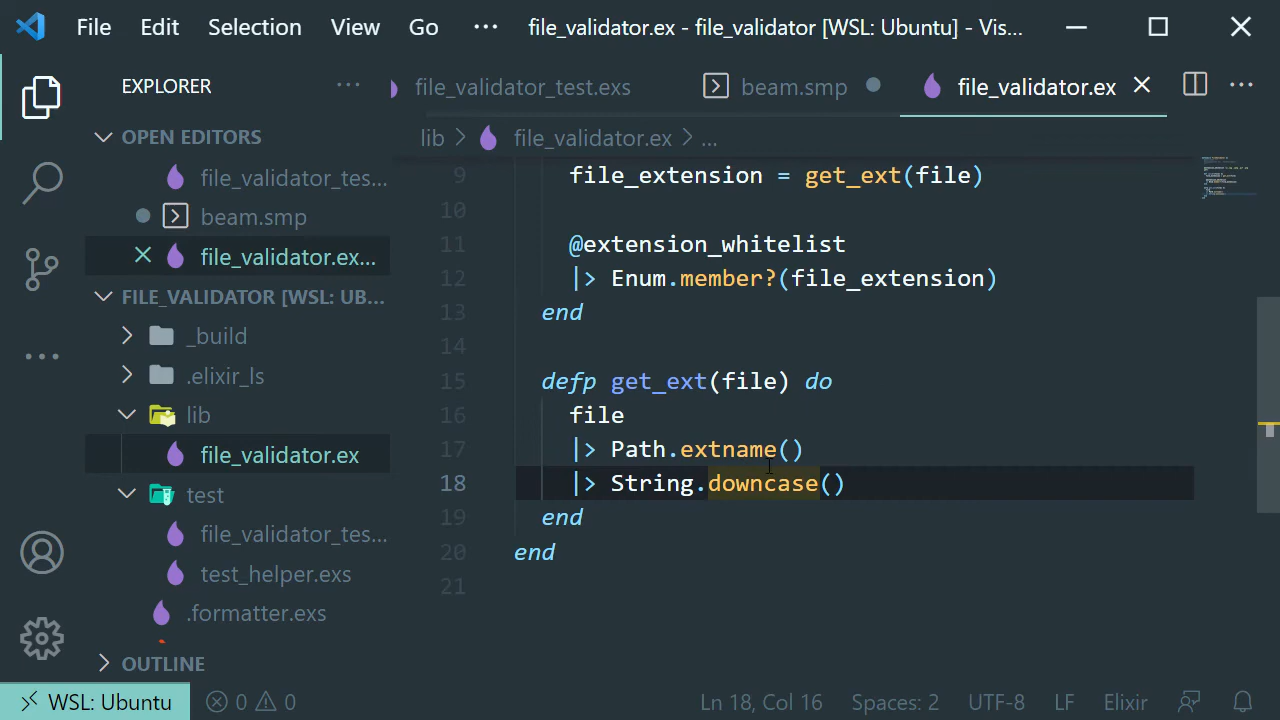 File Edit Selection View Go ··· file_validator.ex - file_validator [WSL: Ubuntu] - Vis...
EXPLORER ···
file_validator_test.exs
beam.smp
file_validator.ex
OPEN EDITORS
file_validator_tes...
beam.smp
file_validator.ex...
FILE_VALIDATOR [WSL: UB...
_build
.elixir_ls
lib
file_validator.ex
test
file_validator_tes...
test_helper.exs
.formatter.exs
OUTLINE
lib > file_validator.ex > ...
9 file_extension = get_ext(file)
10
11 @extension_whitelist
12 |> Enum.member?(file_extension)
13 end
14
15 defp get_ext(file) do
16 file
17 |> Path.extname()
18 |> String.downcase()
19 end
20 end
21
WSL: Ubuntu 0 0 Ln 18, Col 16 Spaces: 2 UTF-8 LF Elixir